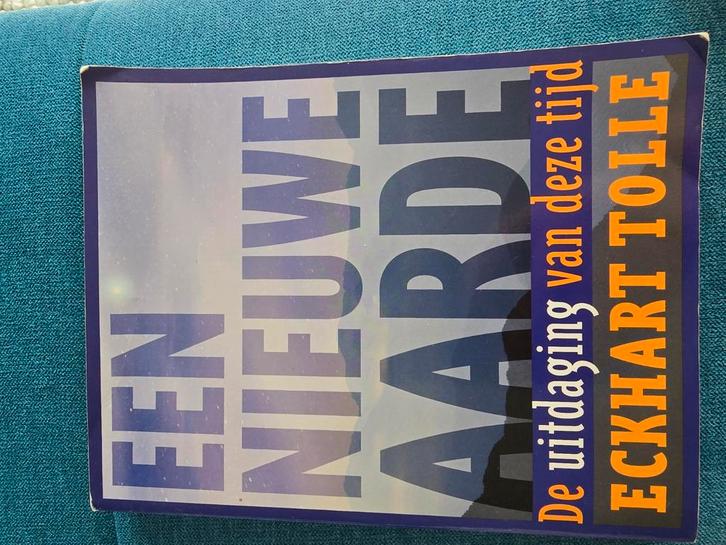 EEN
NIEUWE
AARDE
De uitdaging van deze tijd
ECKHART TOLLE